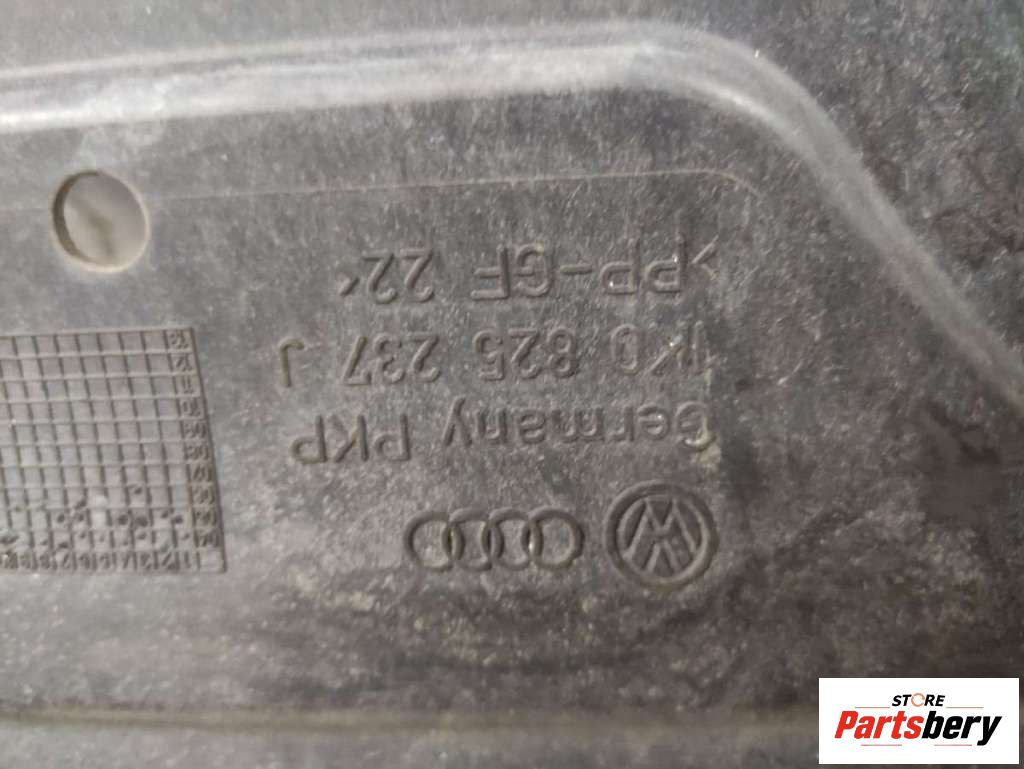 Germany PKP
1K0 825 237 J
>PP-GF 22<
STORE
Partsbery